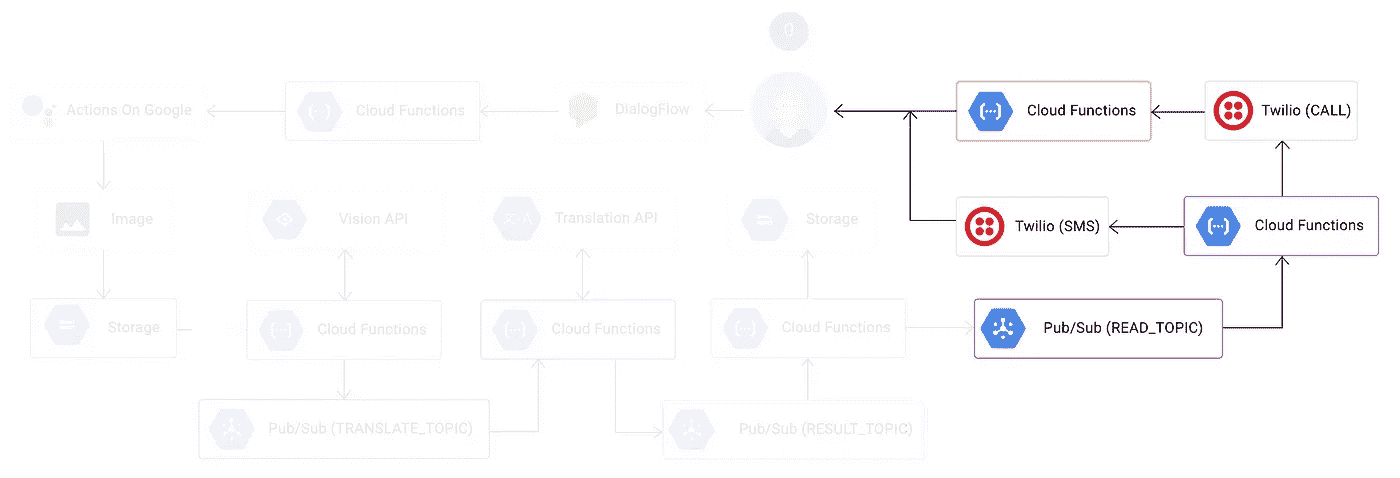 Actions On Google
Cloud Functions
DialogFlow
Cloud Functions
Twilio (CALL)
Image
Vision API
Translation API
Storage
Twilio (SMS)
Cloud Functions
Storage
Cloud Functions
Cloud Functions
Cloud Functions
Pub/Sub (READ_TOPIC)
Pub/Sub (TRANSLATE_TOPIC)
Pub/Sub (RESULT_TOPIC)